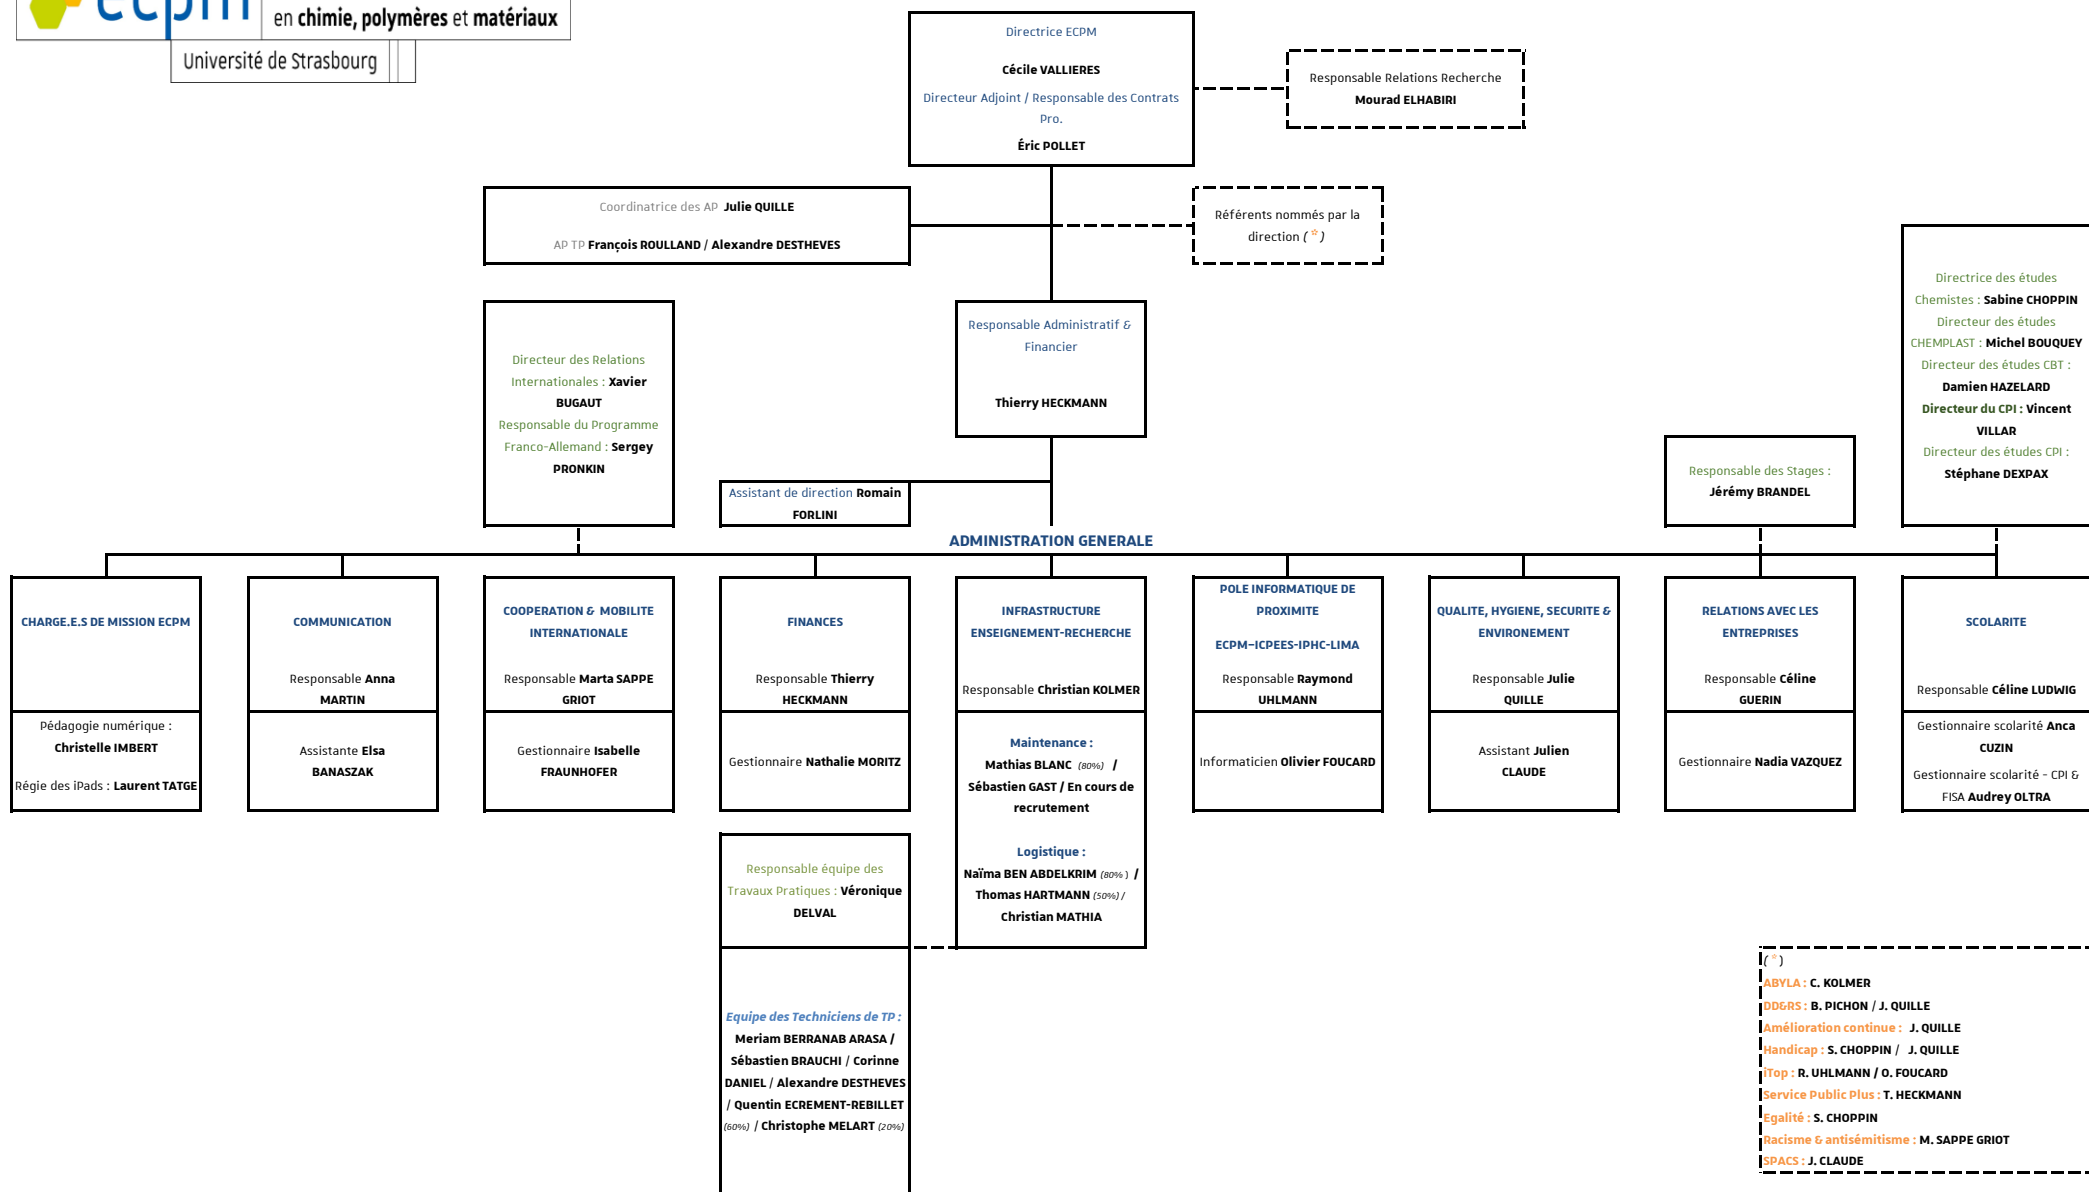 ecpm
en chimie, polymères et matériaux
Université de Strasbourg
Directrice ECPM
Cécile VALLIERES
Directeur Adjoint / Responsable des Contrats
Pro.
Éric POLLET
Responsable Relations Recherche
Mourad ELHABIRI
Coordinatrice des AP Julie QUILLE
AP TP François ROULLAND / Alexandre DESTHEVES
Référents nommés par la
direction ( * )
Directeur des Relations
Internationales : Xavier
BUGAUT
Responsable du Programme
Franco-Allemand : Sergey
PRONKIN
Responsable Administratif &
Financier
Thierry HECKMANN
Assistant de direction Romain
FORLINI
Responsable des Stages :
Jérémy BRANDEL
Directrice des études
Chemistes : Sabine CHOPPIN
Directeur des études
CHEMPLAST : Michel BOUQUEY
Directeur des études CBT :
Damien HAZELARD
Directeur du CPI : Vincent
VILLAR
Directeur des études CPI :
Stéphane DEXPAX
ADMINISTRATION GENERALE
CHARGE.E.S DE MISSION ECPM
Pédagogie numérique :
Christelle IMBERT
Régie des iPads : Laurent TATGE
COMMUNICATION
Responsable Anna
MARTIN
Assistante Elsa
BANASZAK
COOPERATION & MOBILITE
INTERNATIONALE
Responsable Marta SAPPE
GRIOT
Gestionnaire Isabelle
FRAUNHOFER
FINANCES
Responsable Thierry
HECKMANN
Gestionnaire Nathalie MORITZ
INFRASTRUCTURE
ENSEIGNEMENT-RECHERCHE
Responsable Christian KOLMER
Maintenance :
Mathias BLANC (80%) /
Sébastien GAST / En cours de
recrutement
Logistique :
Naïma BEN ABDELKRIM (80% ) /
Thomas HARTMANN (50%) /
Christian MATHIA
POLE INFORMATIQUE DE
PROXIMITE
ECPM–ICPEES-IPHC-LIMA
Responsable Raymond
UHLMANN
Informaticien Olivier FOUCARD
QUALITE, HYGIENE, SECURITE &
ENVIRONEMENT
Responsable Julie
QUILLE
Assistant Julien
CLAUDE
RELATIONS AVEC LES
ENTREPRISES
Responsable Céline
GUERIN
Gestionnaire Nadia VAZQUEZ
SCOLARITE
Responsable Céline LUDWIG
Gestionnaire scolarité Anca
CUZIN
Gestionnaire scolarité - CPI &
FISA Audrey OLTRA
Responsable équipe des
Travaux Pratiques : Véronique
DELVAL
Equipe des Techniciens de TP :
Meriam BERRANAB ARASA /
Sébastien BRAUCHI / Corinne
DANIEL / Alexandre DESTHEVES
/ Quentin ECREMENT-REBILLET
(60%) / Christophe MELART (20%)
( * )
ABYLA : C. KOLMER
DD&RS : B. PICHON / J. QUILLE
Amélioration continue : J. QUILLE
Handicap : S. CHOPPIN / J. QUILLE
iTop : R. UHLMANN / O. FOUCARD
Service Public Plus : T. HECKMANN
Egalité : S. CHOPPIN
Racisme & antisémitisme : M. SAPPE GRIOT
SPACS : J. CLAUDE